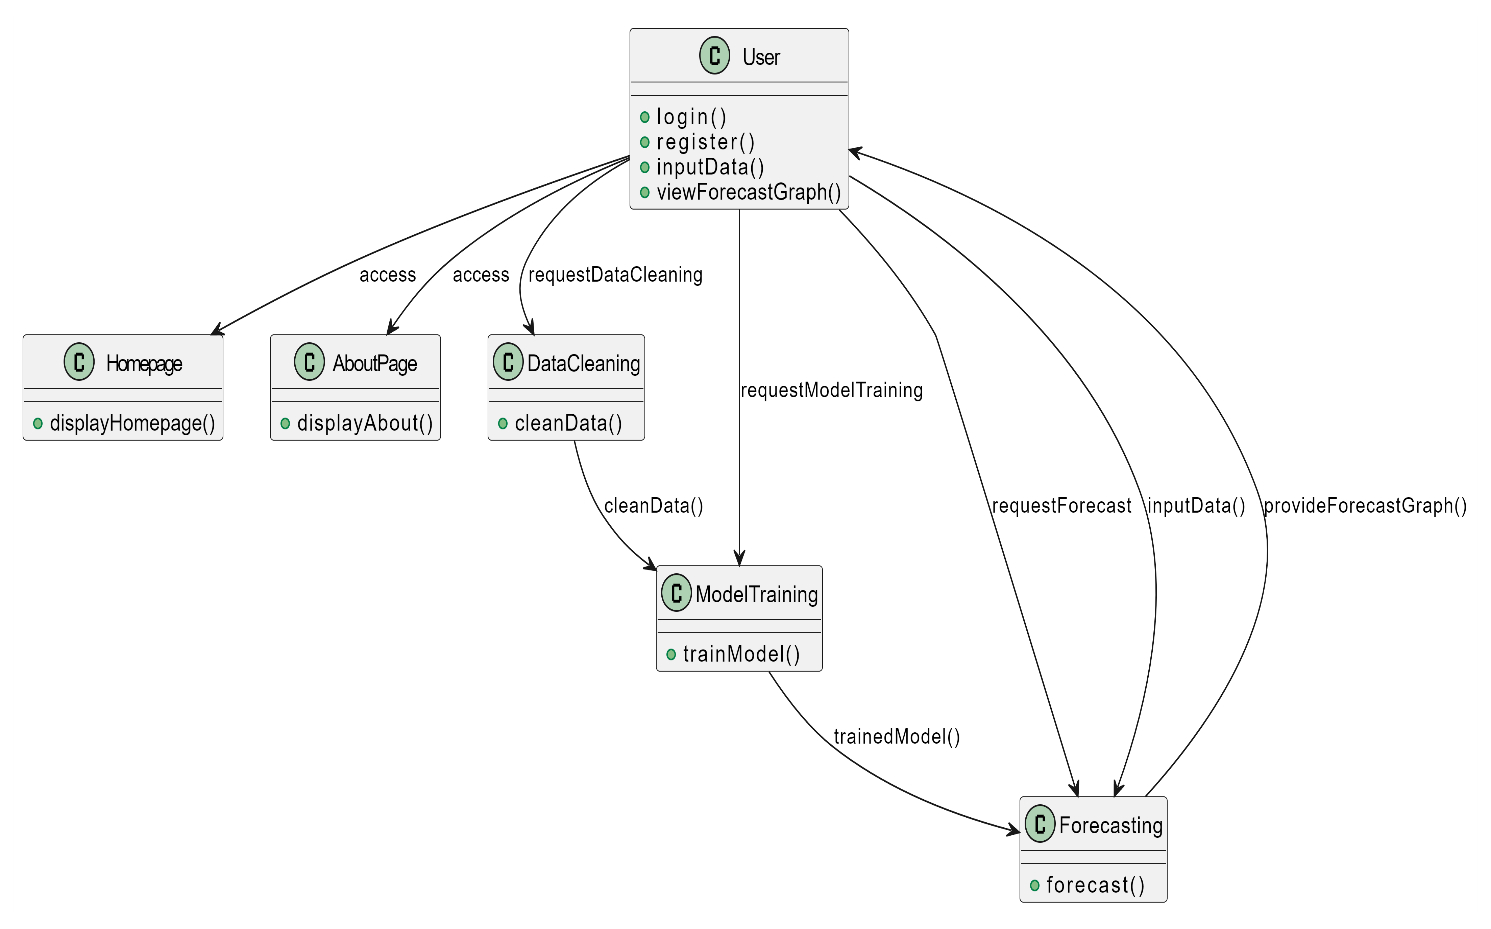 C User
login()
register()
inputData()
viewForecastGraph()
access
access
requestDataCleaning
C Homepage
displayHomepage()
C AboutPage
displayAbout()
C DataCleaning
cleanData()
requestModelTraining
cleanData()
requestForecast
inputData()
provideForecastGraph()
C ModelTraining
trainModel()
trainedModel()
C Forecasting
forecast()